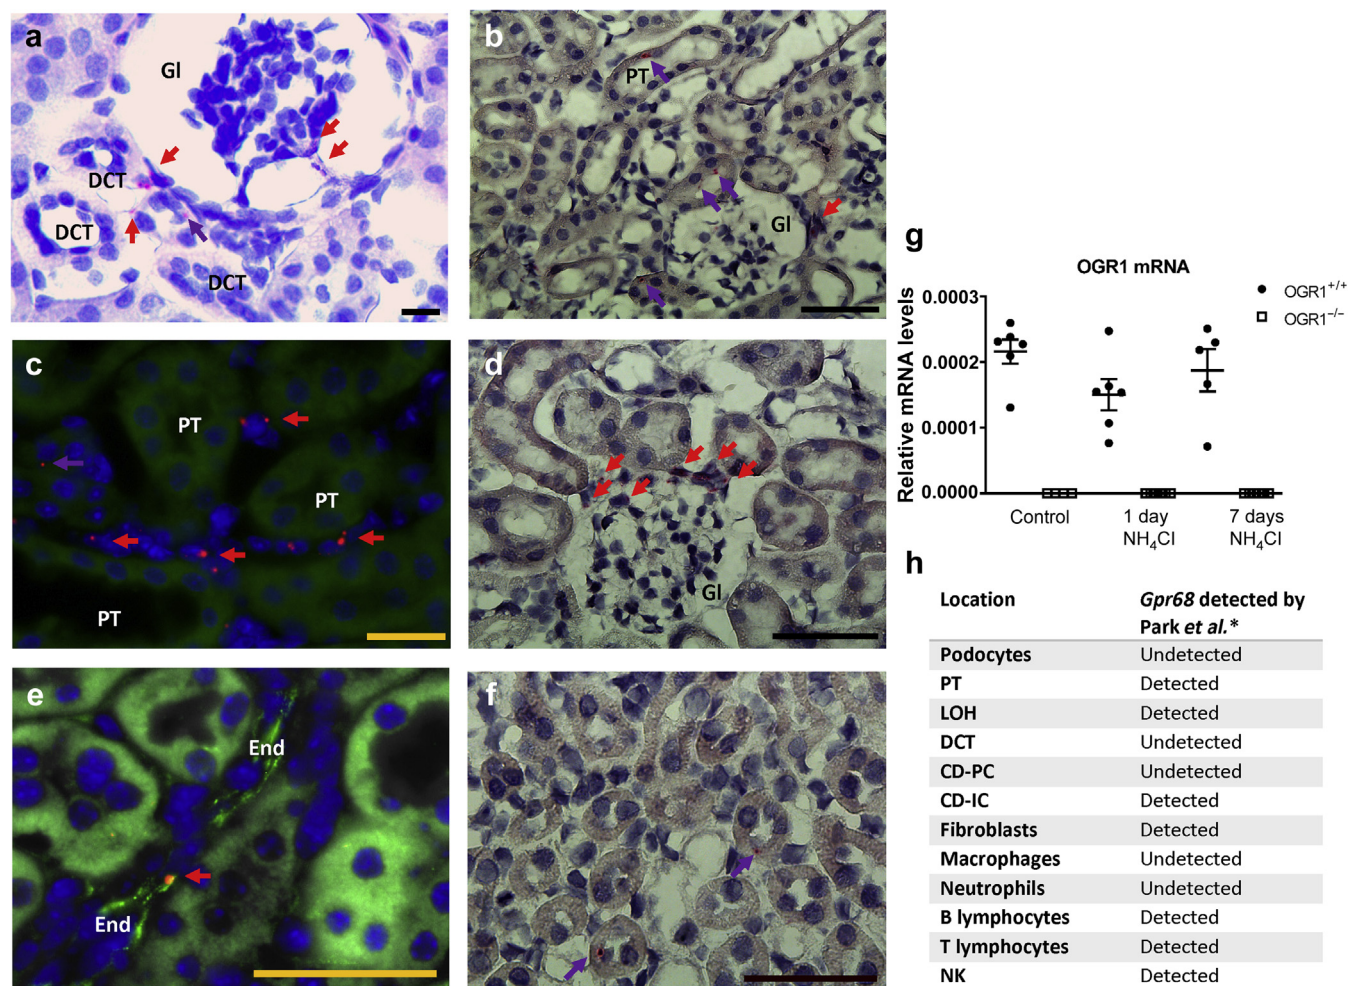 a
Gl
DCT
DCT
DCT
b
PT
Gl
c
PT
PT
PT
d
Gl
e
End
End
f
g
OGR1 mRNA
Relative mRNA levels
0.0003
0.0002
0.0001
0.0000
Control
1 day NH₄Cl
7 days NH₄Cl
OGR1⁺/⁺
OGR1⁻/⁻
h
Location Gpr68 detected by Park et al.*
Podocytes Undetected
PT Detected
LOH Detected
DCT Undetected
CD-PC Undetected
CD-IC Detected
Fibroblasts Detected
Macrophages Undetected
Neutrophils Undetected
B lymphocytes Detected
T lymphocytes Detected
NK Detected